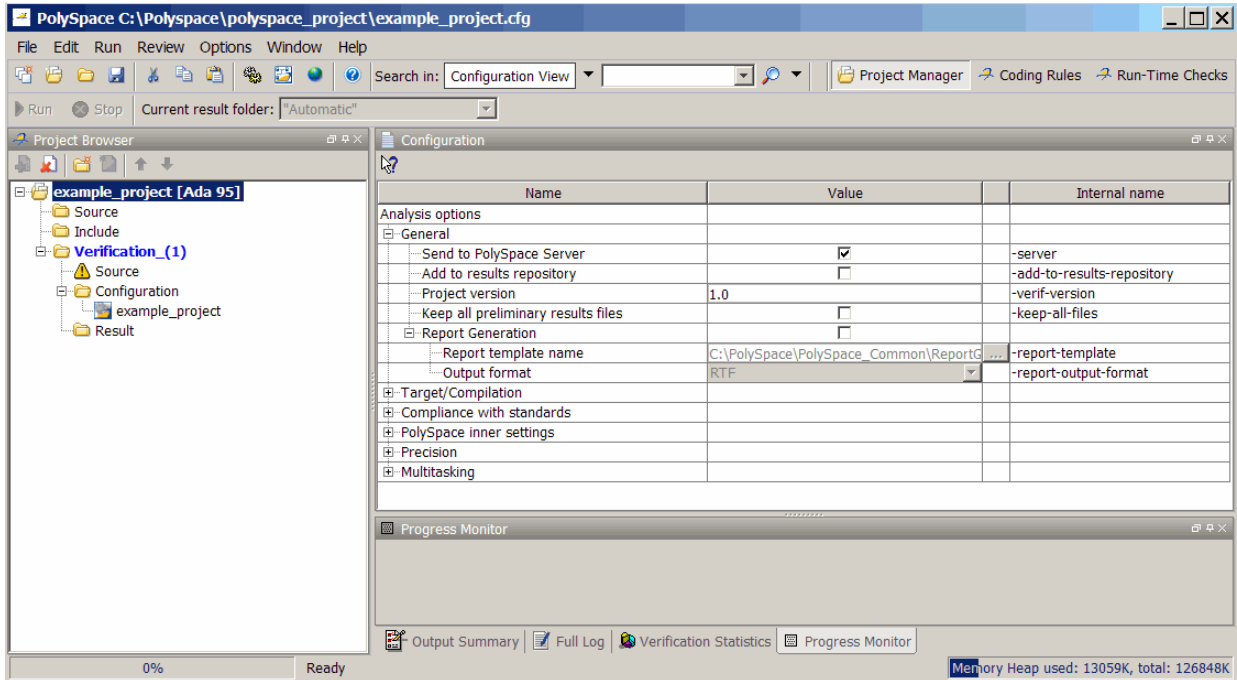 PolySpace C:\Polyspace\polyspace_project\example_project.cfg
File Edit Run Review Options Window Help
Search in: Configuration View Project Manager Coding Rules Run-Time Checks
Run Stop Current result folder: "Automatic"
Project Browser
example_project [Ada 95]
Source
Include
Verification_(1)
Source
Configuration
example_project
Result
Configuration
Name Value Internal name
Analysis options
General
Send to PolySpace Server -server
Add to results repository -add-to-results-repository
Project version 1.0 -verif-version
Keep all preliminary results files -keep-all-files
Report Generation
Report template name C:\PolySpace\PolySpace_Common\ReportG ... -report-template
Output format RTF -report-output-format
Target/Compilation
Compliance with standards
PolySpace inner settings
Precision
Multitasking
Progress Monitor
Output Summary Full Log Verification Statistics Progress Monitor
0% Ready Memory Heap used: 13059K, total: 126848K